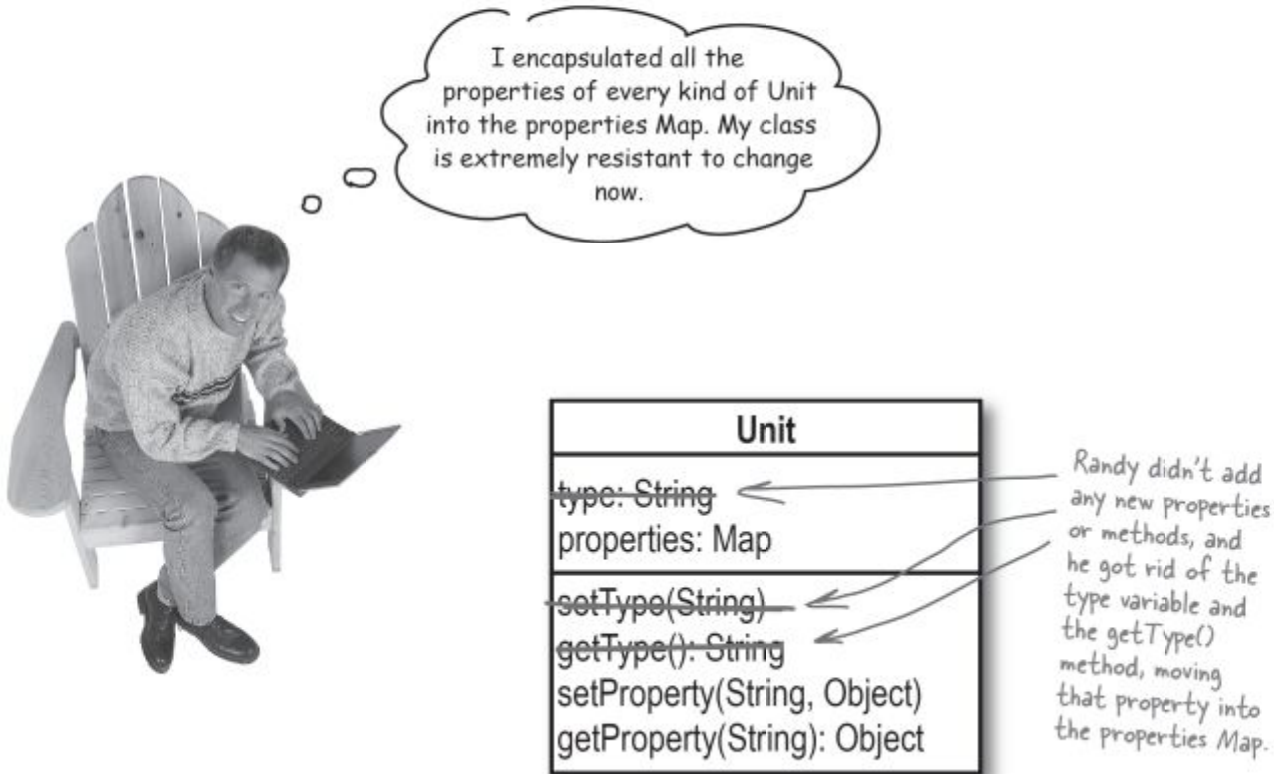 I encapsulated all the
properties of every kind of Unit
into the properties Map. My class
is extremely resistant to change
now.
Unit
type: String
properties: Map
setType(String)
getType(): String
setProperty(String, Object)
getProperty(String): Object
Randy didn't add
any new properties
or methods, and
he got rid of the
type variable and
the getType()
method, moving
that property into
the properties Map.